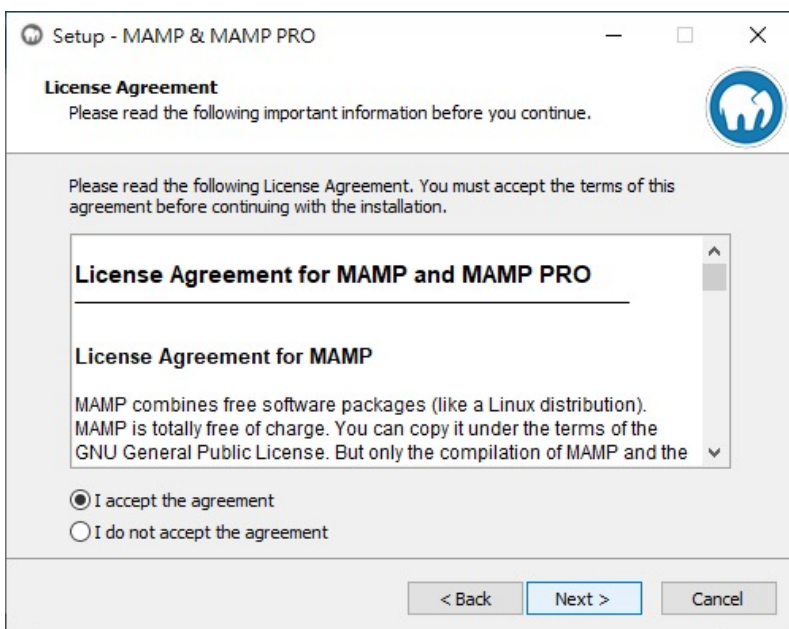 Setup - MAMP & MAMP PRO
License Agreement
Please read the following important information before you continue.
Please read the following License Agreement. You must accept the terms of this
agreement before continuing with the installation.
License Agreement for MAMP and MAMP PRO
License Agreement for MAMP
MAMP combines free software packages (like a Linux distribution).
MAMP is totally free of charge. You can copy it under the terms of the
GNU General Public License. But only the compilation of MAMP and the
I accept the agreement
I do not accept the agreement
< Back
Next >
Cancel